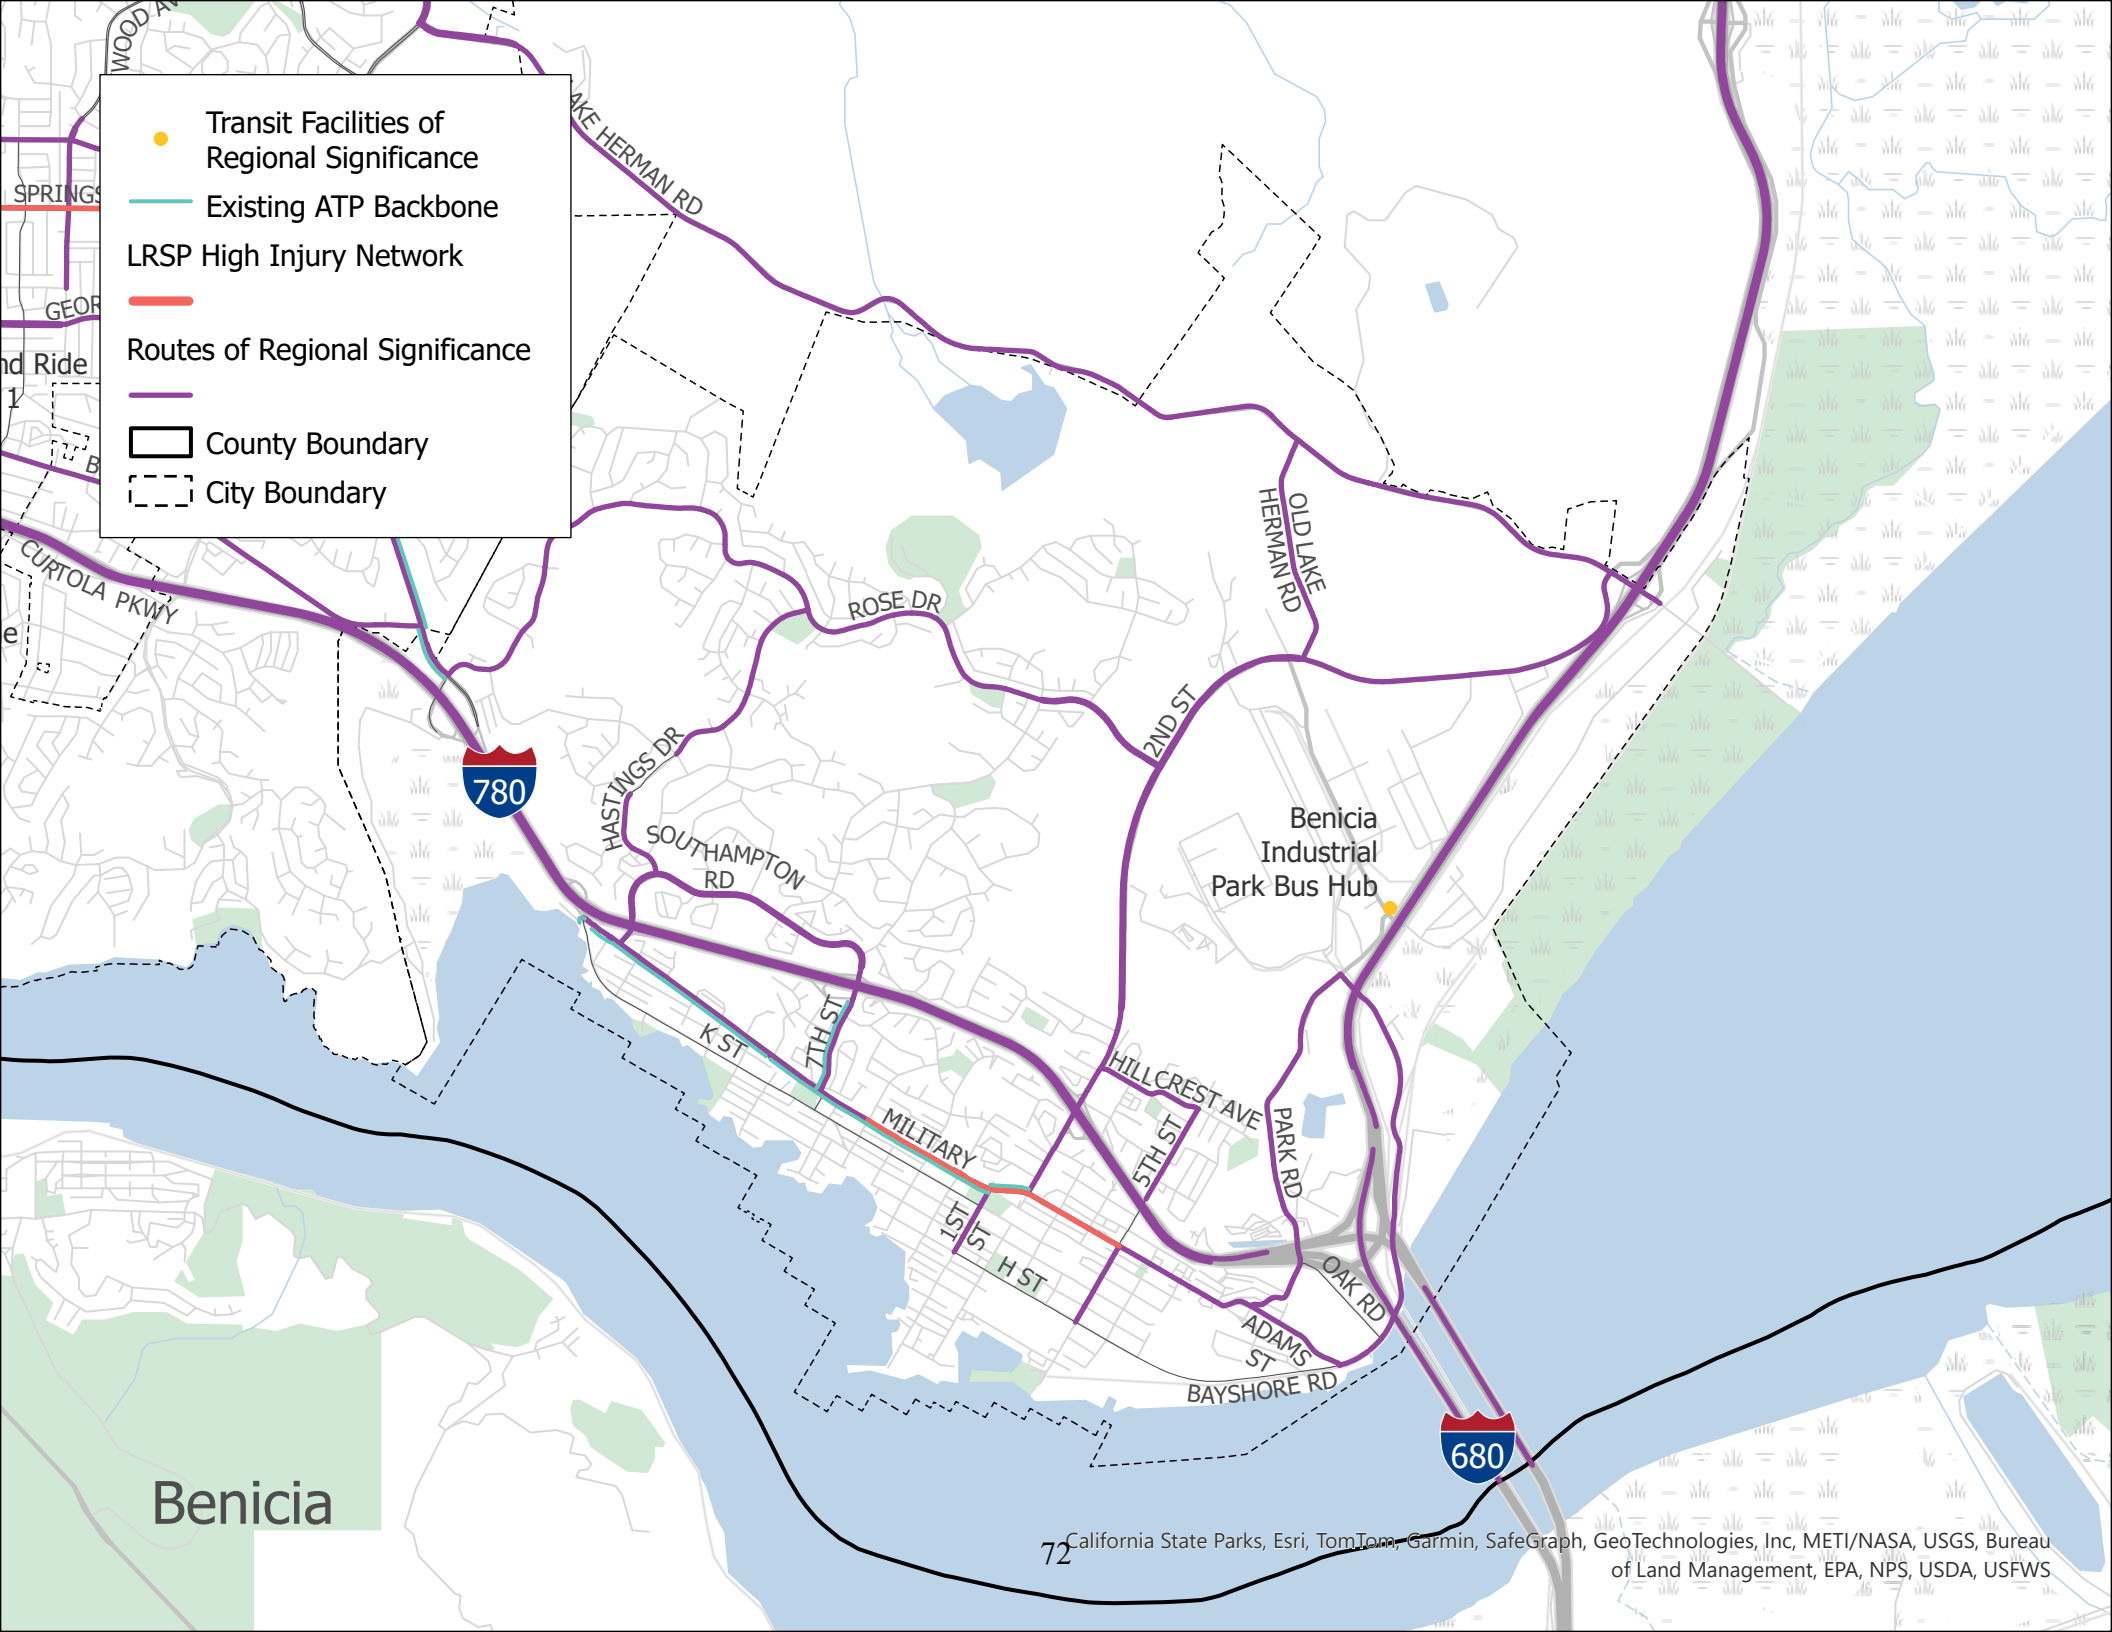 WOOD AV
Transit Facilities of
Regional Significance
Existing ATP Backbone
LRSP High Injury Network
Routes of Regional Significance
County Boundary
City Boundary
SPRINGS
GEOR
nd Ride
1
B
e
CURTOLA PKWY
AKE HERMAN RD
OLD LAKE
HERMAN RD
ROSE DR
2ND ST
780
HASTINGS DR
SOUTHAMPTON
RD
Benicia
Industrial
Park Bus Hub
K ST
7TH ST
MILITARY
HILLCREST AVE
5TH ST
PARK RD
1ST
ST
H ST
OAK RD
ADAMS
ST
BAYSHORE RD
680
Benicia
72
California State Parks, Esri, TomTom, Garmin, SafeGraph, GeoTechnologies, Inc, METI/NASA, USGS, Bureau
of Land Management, EPA, NPS, USDA, USFWS